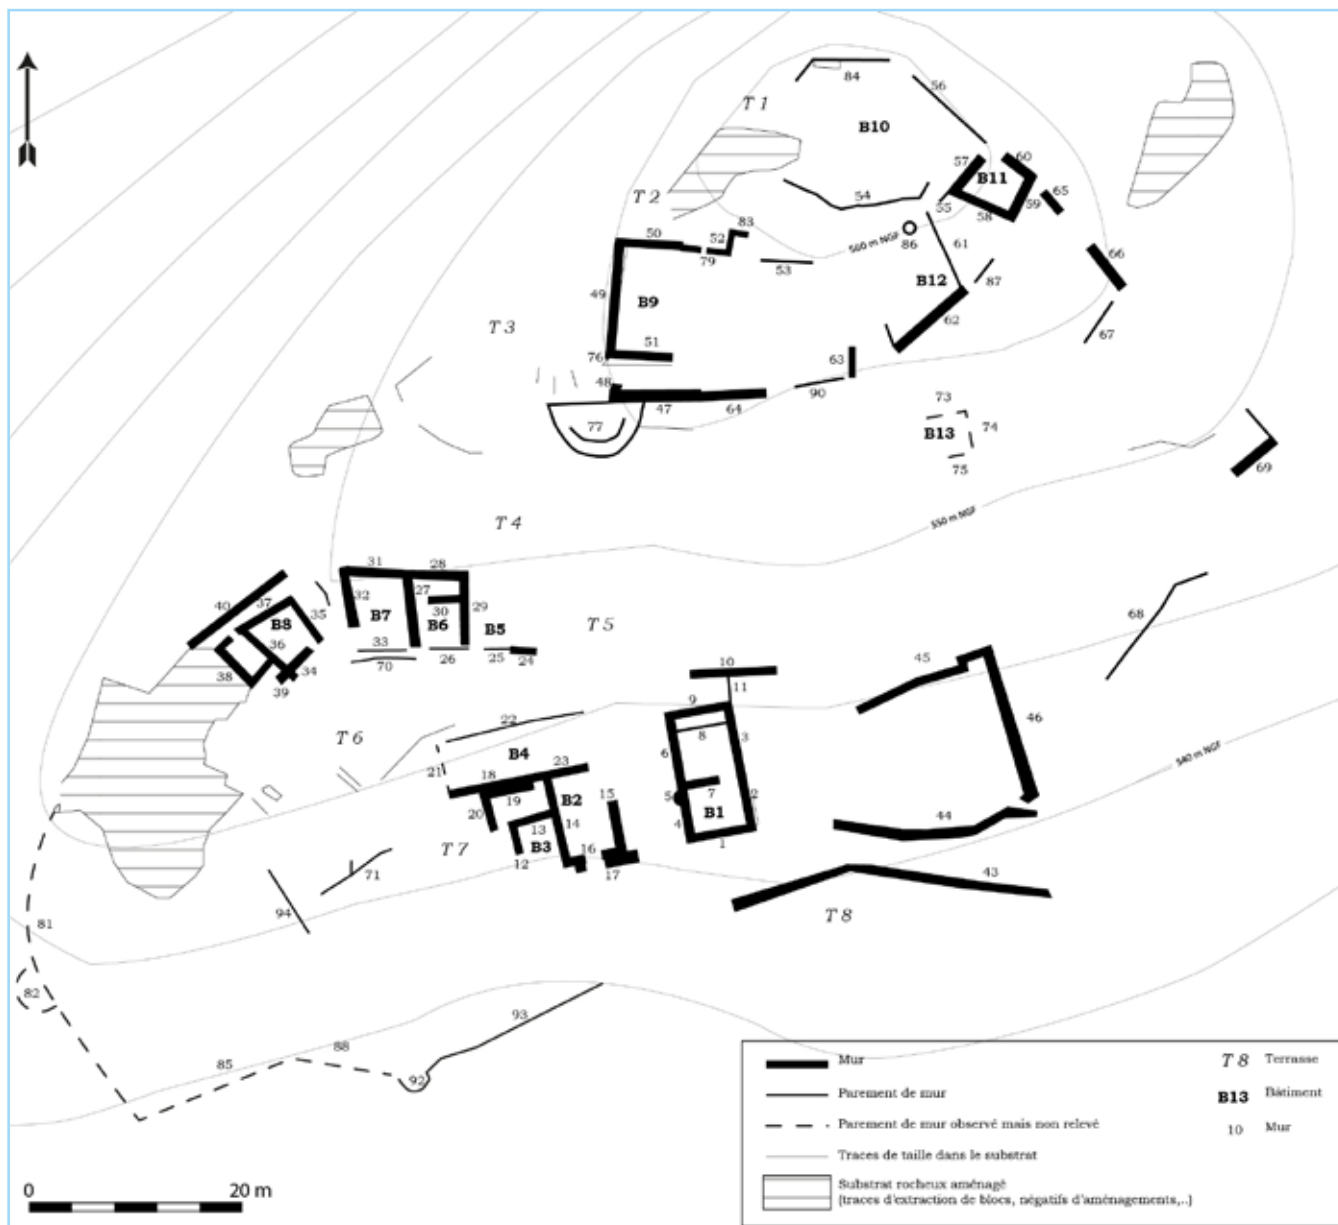 84
56
T 1
B10
60
57
B11
65
54
55
59
58
T 2
83
50
52
86
61
560 m NGF
79
53
66
87
B12
49
B9
62
67
T 3
51
76
63
48
90
47
64
73
77
B13
74
75
69
T 4
550 m NGF
31
28
40
37
32
27
35
30
29
68
B8
B7
B6
B5
T 5
36
33
34
70
26
25
24
38
39
10
45
11
9
22
46
8
T 6
B4
6
3
540 m NGF
21
23
18
15
5
7
19
B2
2
20
B1
13
14
4
44
T 7
12
B3
16
1
17
71
43
94
T 8
81
82
93
88
85
92
Mur
T 8 Terrasse
Parement de mur
B13 Bâtiment
Parement de mur observé mais non relevé
10 Mur
Traces de taille dans le substrat
Substrat rocheux aménagé
(traces d'extraction de blocs, négatifs d'aménagements,..)
0 20 m